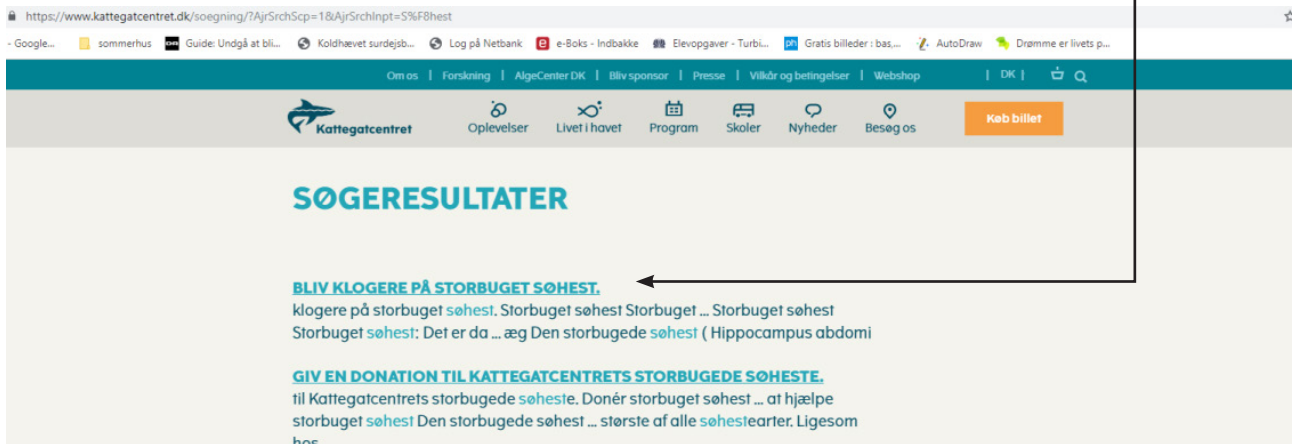 https://www.kattegatcentret.dk/soegning/?AjrSrchScp=1&AjrSrchInpt=S%F8hest
- Google... sommerhus Guide: Undgå at bli... Koldhævet surdejsb... Log på Netbank e-Boks - Indbakke Elevopgaver - Turbi... Gratis billeder : bas,... AutoDraw Drømme er livets p...
Om os | Forskning | AlgeCenter DK | Bliv sponsor | Presse | Vilkår og betingelser | Webshop | DK |
Kattegatcentret Oplevelser Livet i havet Program Skoler Nyheder Besøg os Køb billet
SØGERESULTATER
BLIV KLOGERE PÅ STORBUGET SØHEST.
klogere på storbuget søhest. Storbuget søhest Storbuget ... Storbuget søhest
Storbuget søhest: Det er da ... æg Den storbugede søhest ( Hippocampus abdomi
GIV EN DONATION TIL KATTEGATCENTRETS STORBUGEDE SØHESTE.
til Kattegatcentrets storbugede søheste. Donér storbuget søhest ... at hjælpe
storbuget søhest Den storbugede søhest ... største af alle søhestearter. Ligesom
hos